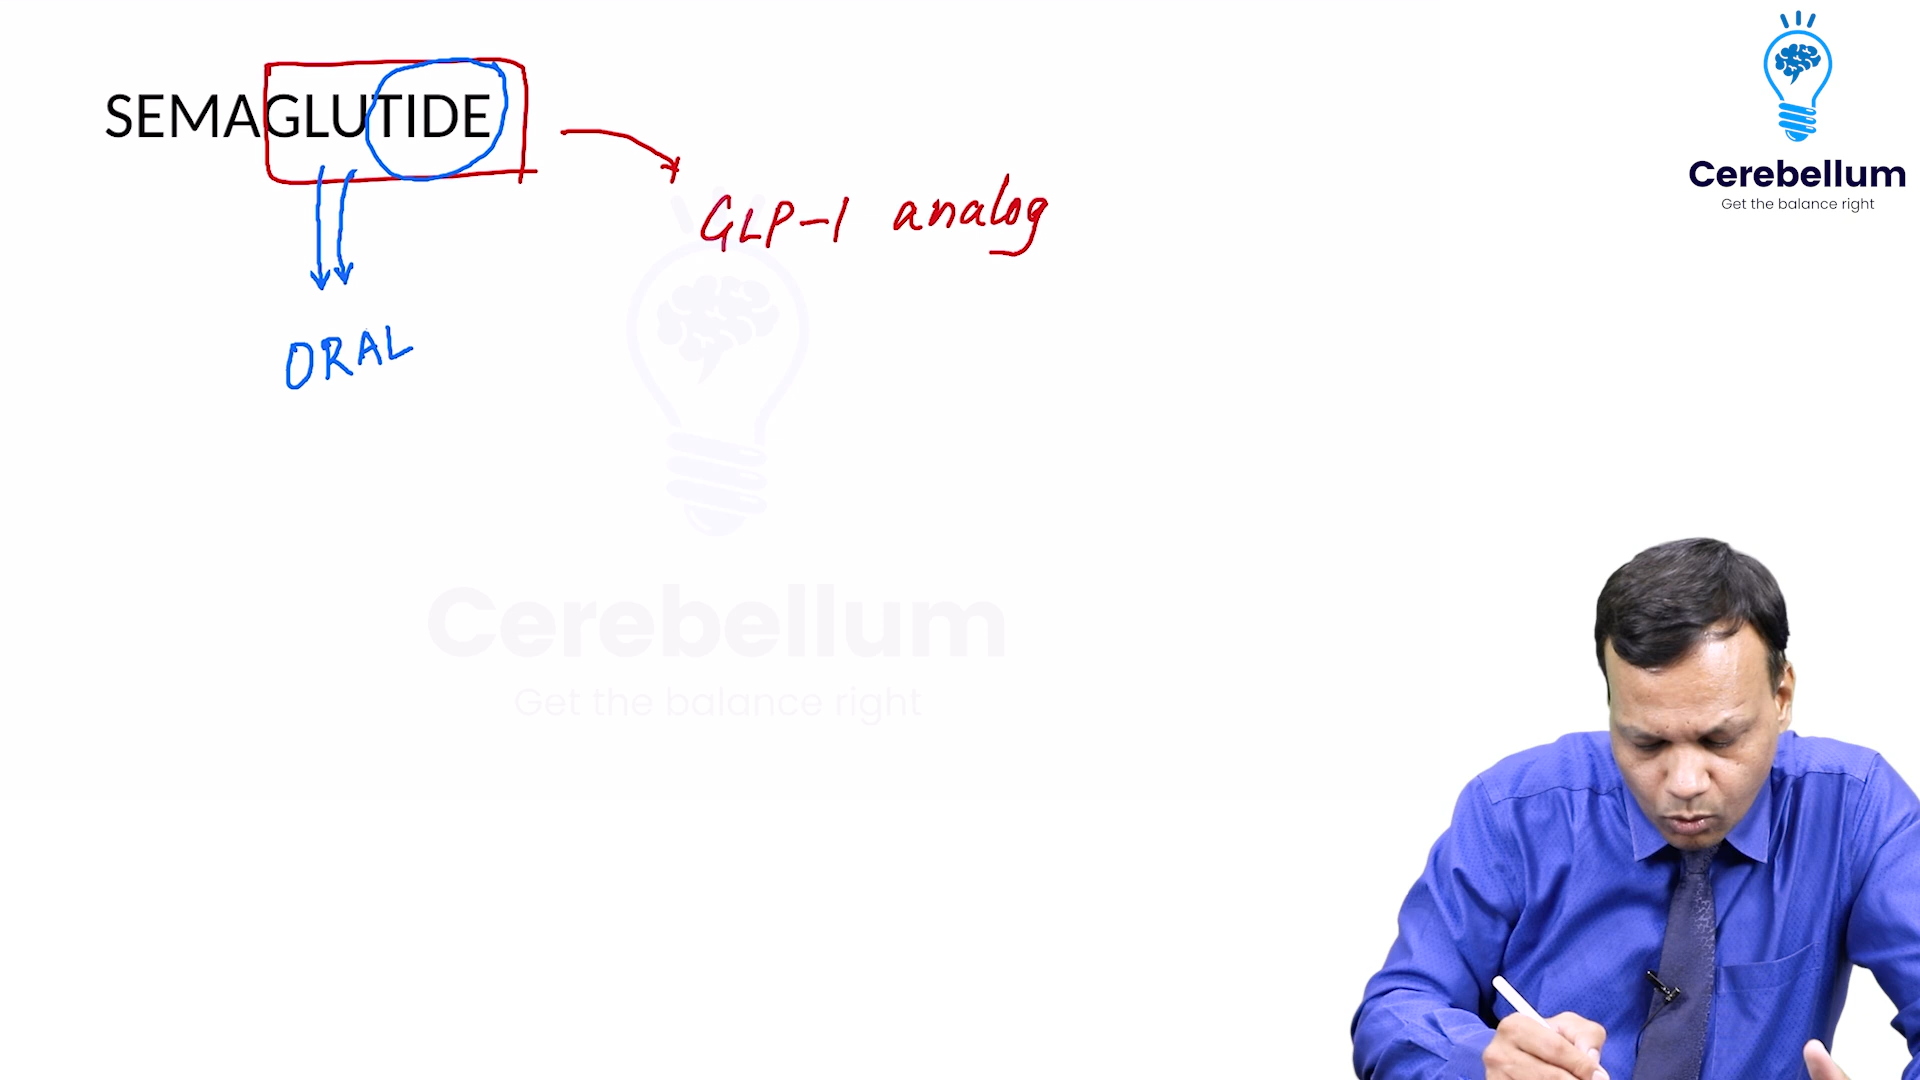 SEMAGLUTIDE
GLP-1 analog
ORAL
Cerebellum
Get the balance right
Cerebellum
Get the balance right